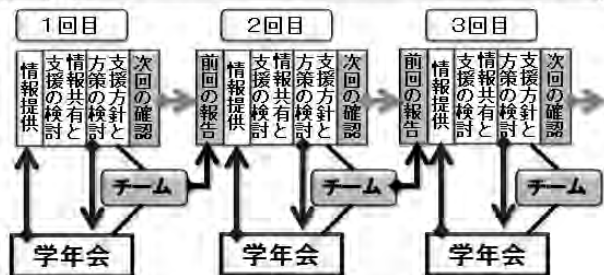 1回目
情報提供
情報共有と
支援の検討
支援方針と
方策の検討
次回の確認
チーム
学年会
2回目
前回の報告
情報提供
情報共有と
支援の検討
支援方針と
方策の検討
次回の確認
チーム
学年会
3回目
前回の報告
情報提供
情報共有と
支援の検討
支援方針と
方策の検討
次回の確認
チーム
学年会